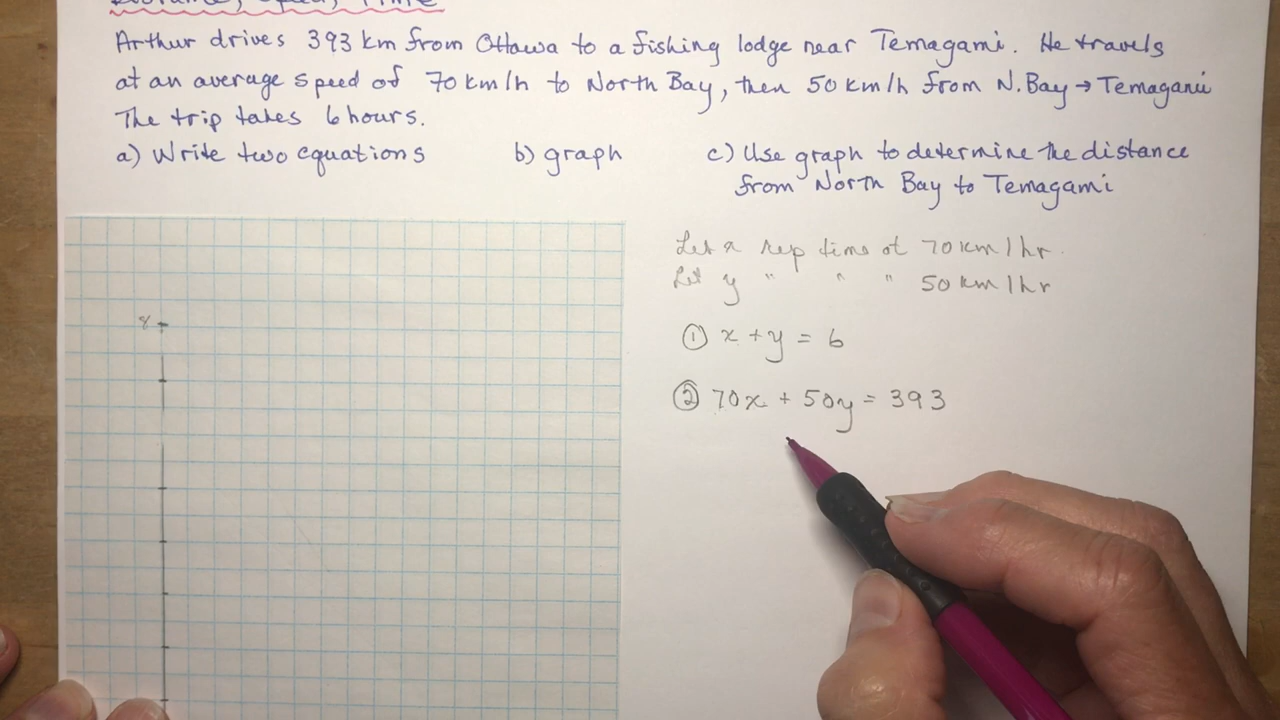 Distance, Speed, Time
Arthur drives 393 km from Ottawa to a fishing lodge near Temagami. He travels
at an average speed of 70 km/h to North Bay, then 50 km/h from N. Bay → Temagami
The trip takes 6 hours.
a) Write two equations b) graph c) Use graph to determine the distance
from North Bay to Temagami
Let x rep time at 70 km/hr.
Let y " " " 50 km/hr
① x + y = 6
② 70x + 50y = 393
8